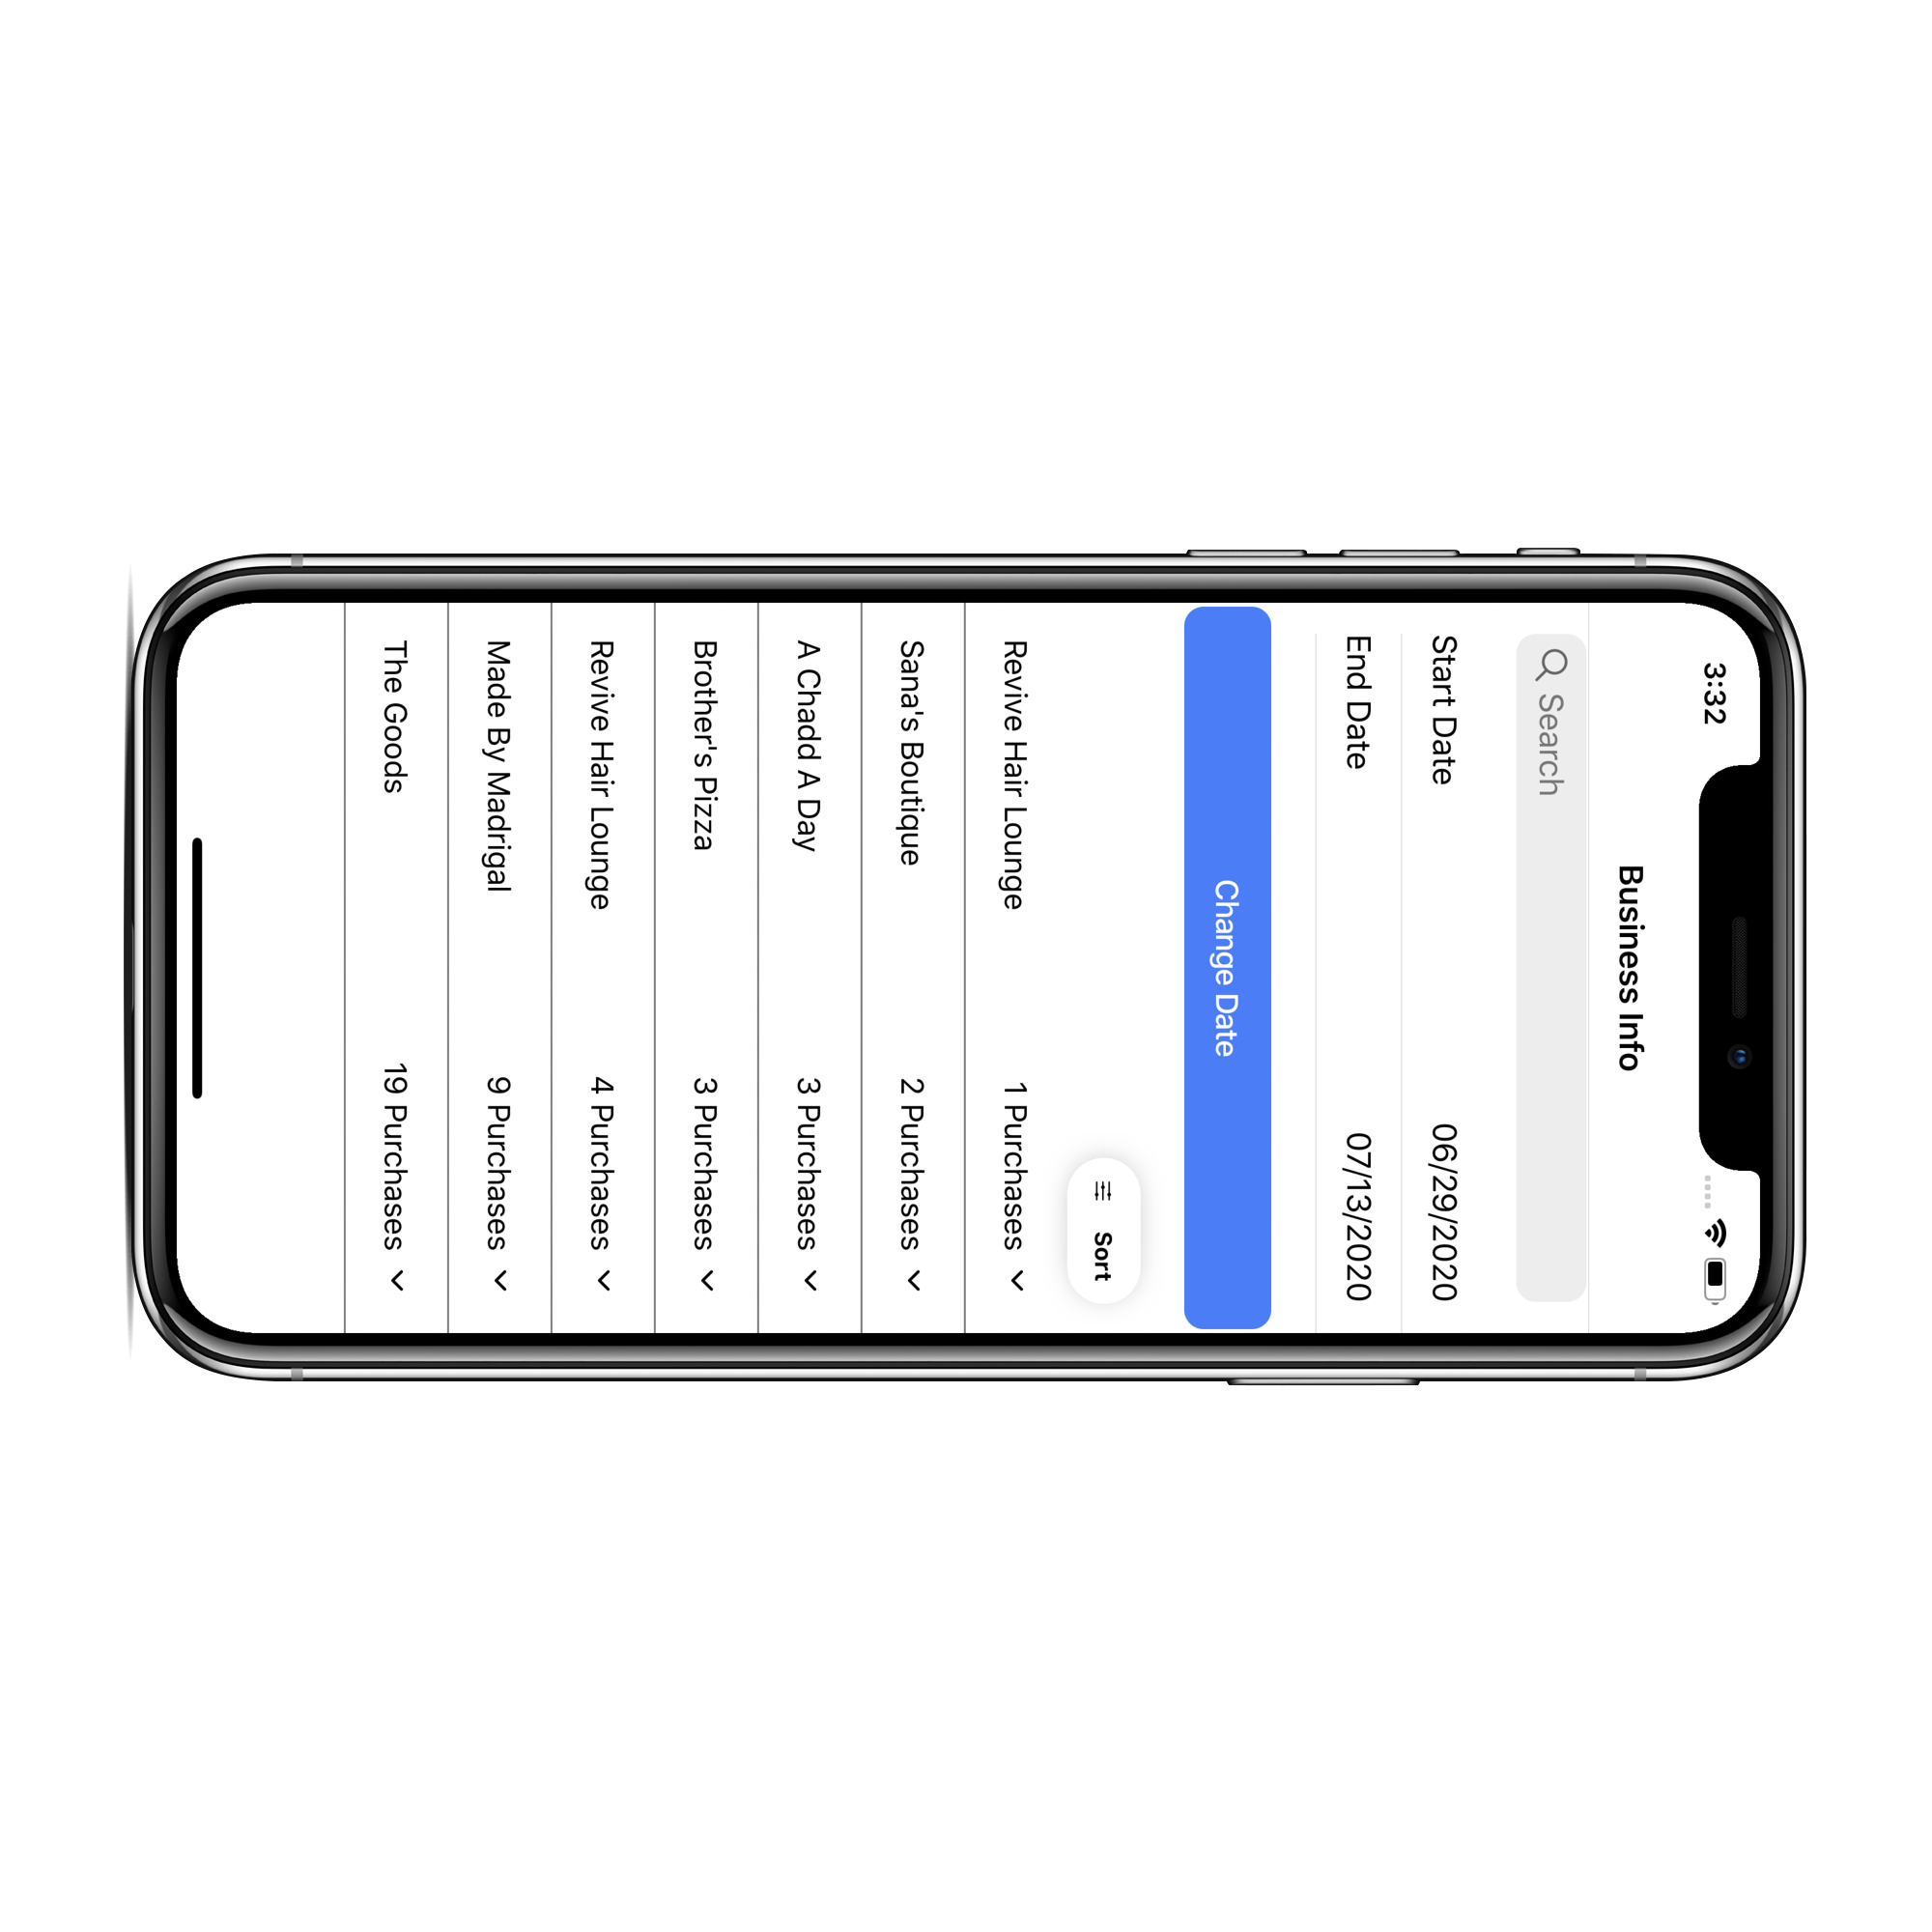 3:32
Business Info
Search
Start Date 06/29/2020
End Date 07/13/2020
Change Date
Sort
Revive Hair Lounge 1 Purchases
Sana's Boutique 2 Purchases
A Chadd A Day 3 Purchases
Brother's Pizza 3 Purchases
Revive Hair Lounge 4 Purchases
Made By Madrigal 9 Purchases
The Goods 19 Purchases